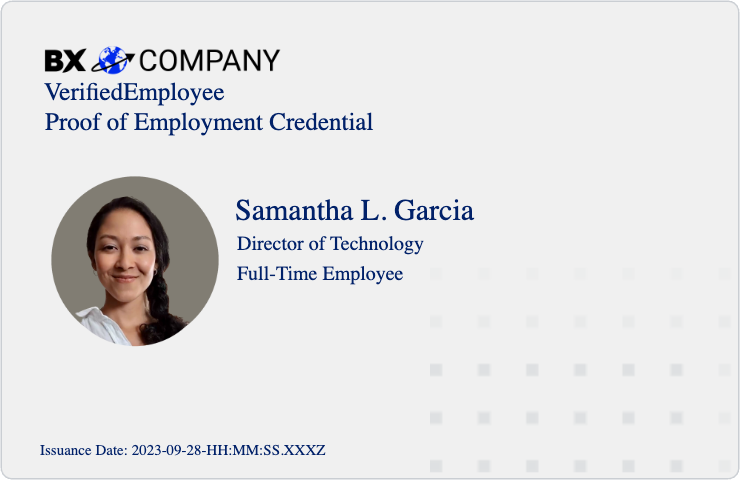 BX COMPANY
VerifiedEmployee
Proof of Employment Credential
Samantha L. Garcia
Director of Technology
Full-Time Employee
Issuance Date: 2023-09-28-HH:MM:SS.XXXZ